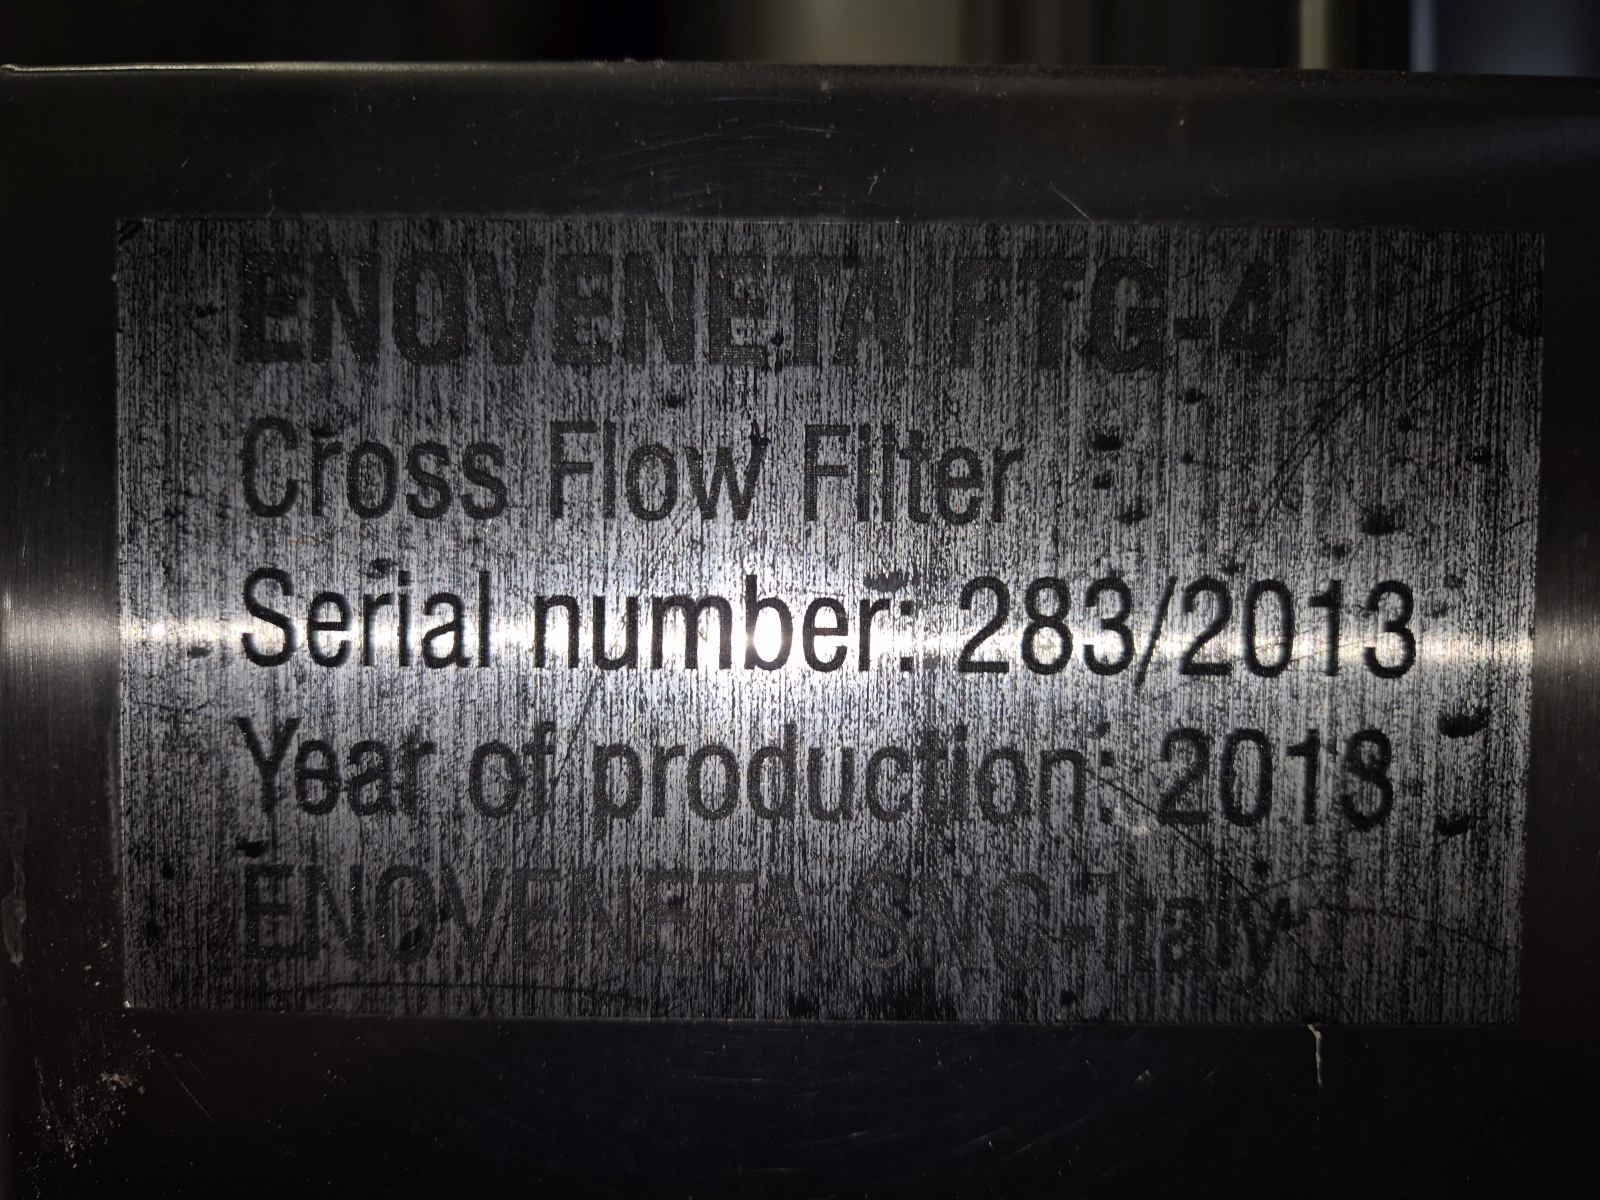 ENOVENETA FTG-4
Cross Flow Filter
Serial number: 283/2013
Year of production: 2013
ENOVENETA SNC-Italy